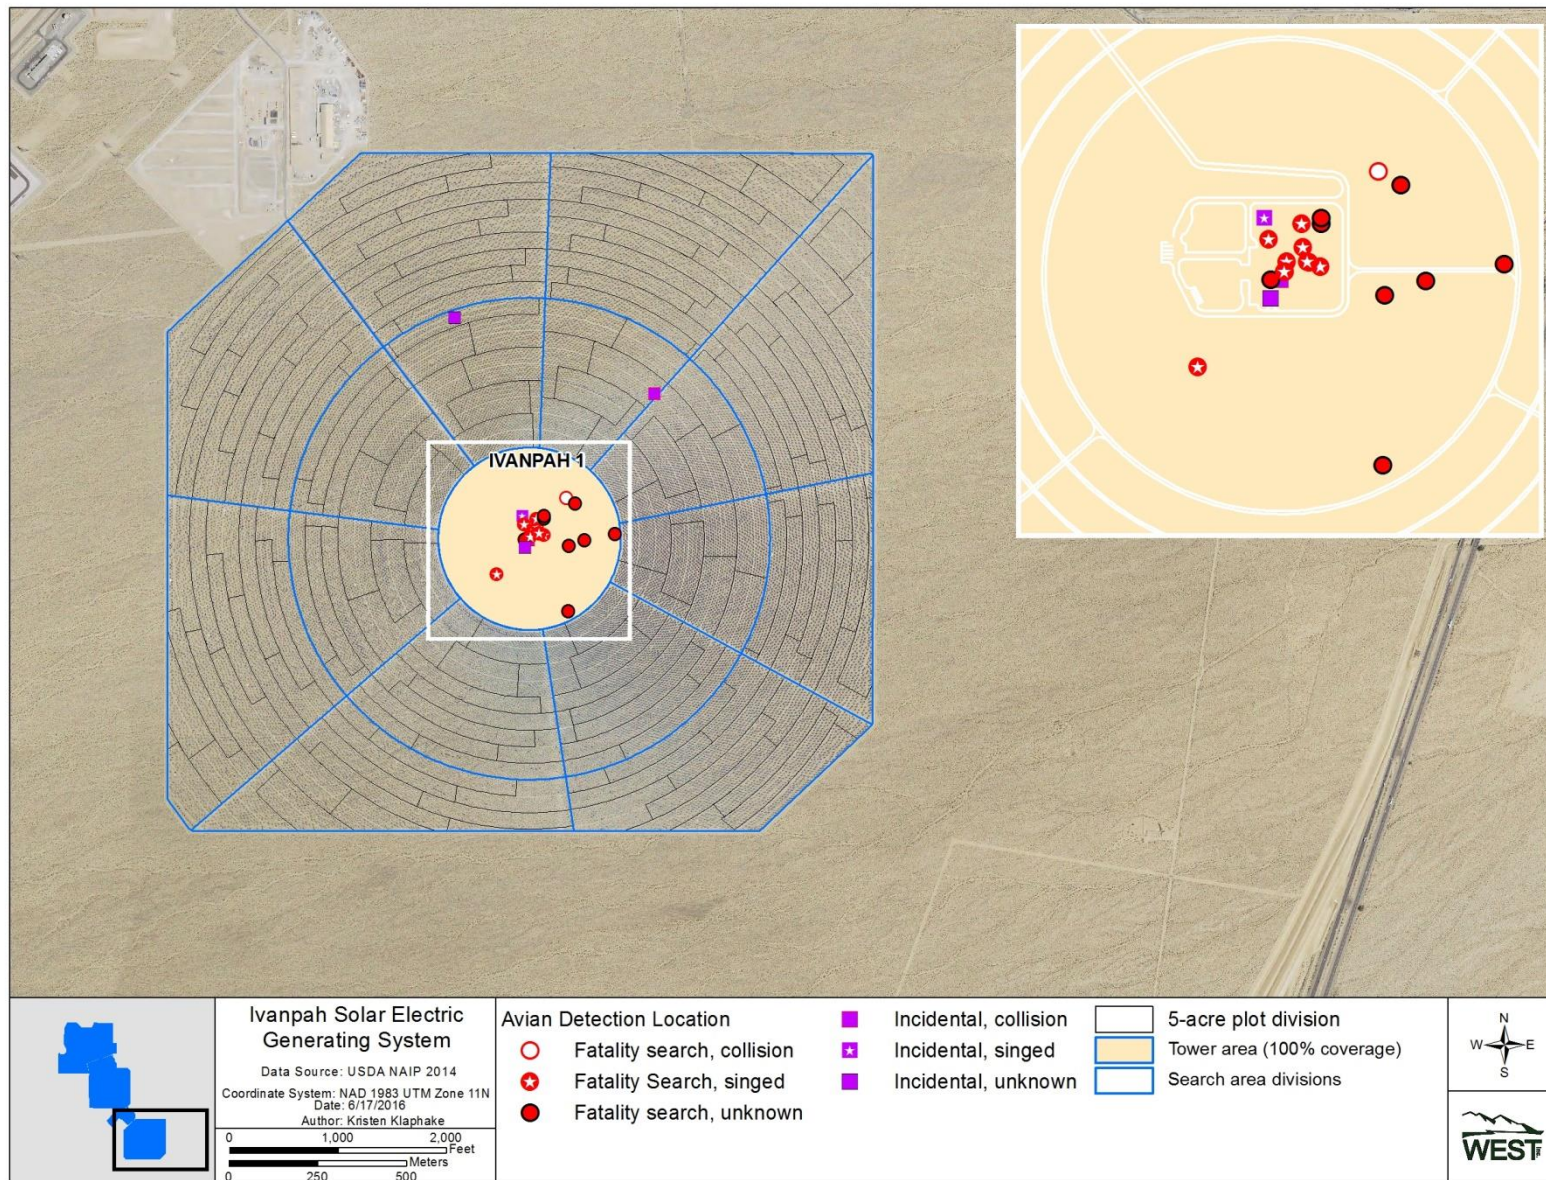 IVANPAH 1
Ivanpah Solar Electric
Generating System
Data Source: USDA NAIP 2014
Coordinate System: NAD 1983 UTM Zone 11N
Date: 6/17/2016
Author: Kristen Klaphake
0 1,000 2,000
Feet
Meters
0 250 500
Avian Detection Location
Fatality search, collision
Fatality Search, singed
Fatality search, unknown
Incidental, collision
Incidental, singed
Incidental, unknown
5-acre plot division
Tower area (100% coverage)
Search area divisions
N
W E
S
WEST